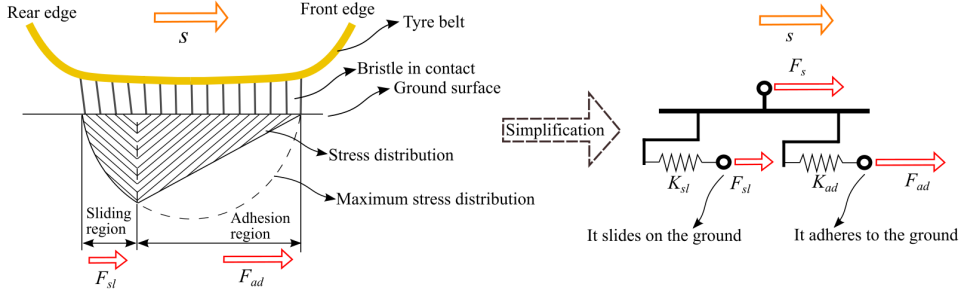 Rear edge
Front edge
s
Tyre belt
Bristle in contact
Ground surface
Stress distribution
Maximum stress distribution
Sliding
region
Adhesion
region
F_sl
F_ad
Simplification
s
F_s
K_sl
F_sl
K_ad
F_ad
It slides on the ground
It adheres to the ground